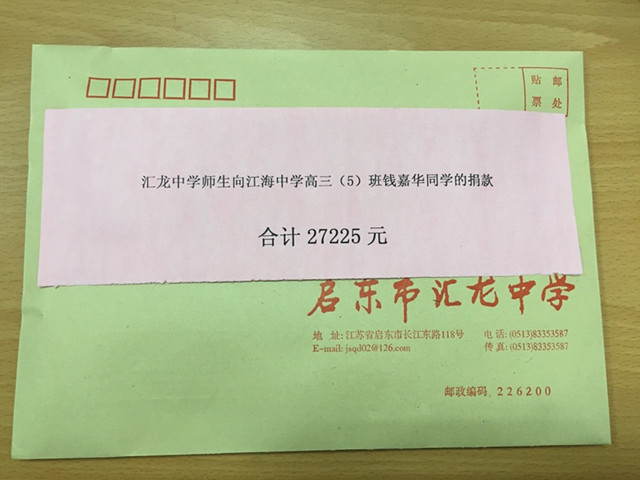 贴 邮
票 处
汇龙中学师生向江海中学高三（5）班钱嘉华同学的捐款
合计 27225 元
启东市汇龙中学
地 址: 江苏省启东市长江东路118号 电 话: (0513)83353587
E-mail: jsqd02@126.com 传 真: (0513)83353587
邮政编码 226200